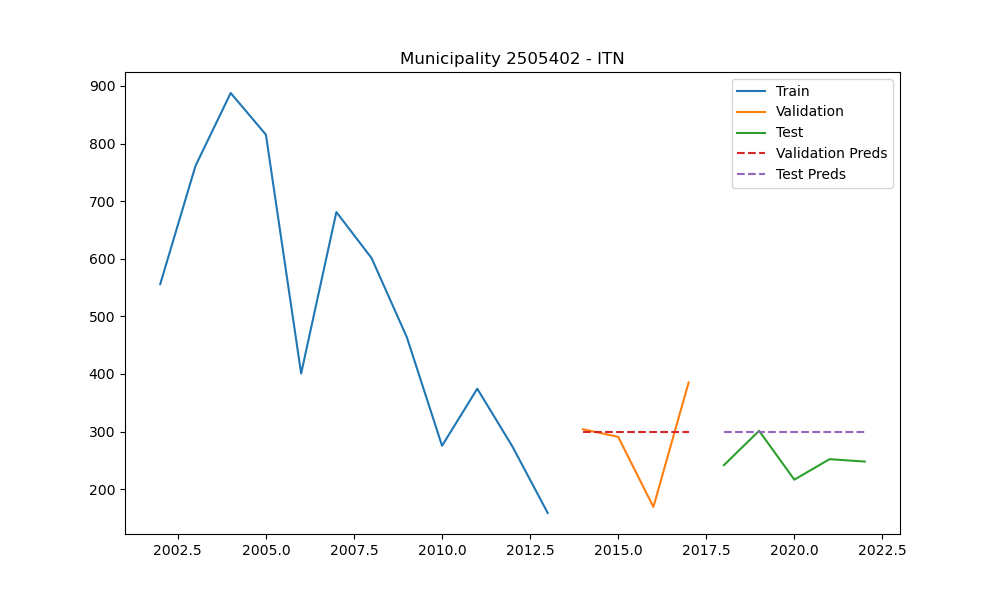 Municipality 2505402 - ITN
900
800
700
600
500
400
300
200
2002.5 2005.0 2007.5 2010.0 2012.5 2015.0 2017.5 2020.0 2022.5
Train
Validation
Test
Validation Preds
Test Preds